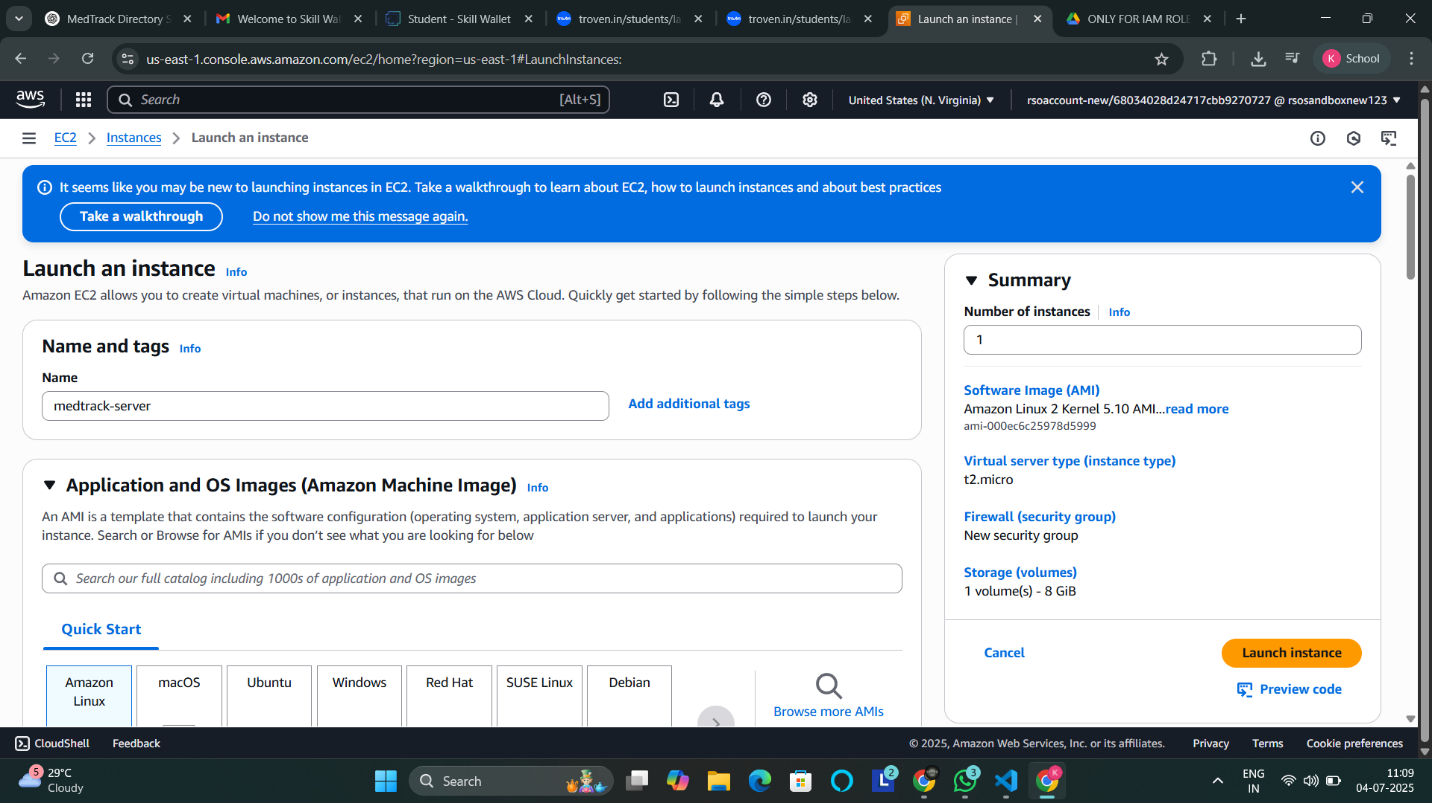 MedTrack Directory S
Welcome to Skill Wal
Student - Skill Wallet
troven.in/students/la
troven.in/students/la
Launch an instance |
ONLY FOR IAM ROLE
us-east-1.console.aws.amazon.com/ec2/home?region=us-east-1#LaunchInstances:
K School
aws
Search [Alt+S]
United States (N. Virginia)
rsoaccount-new/68034028d24717cbb9270727 @ rsosandboxnew123
EC2 > Instances > Launch an instance
It seems like you may be new to launching instances in EC2. Take a walkthrough to learn about EC2, how to launch instances and about best practices
Take a walkthrough
Do not show me this message again.
Launch an instance Info
Amazon EC2 allows you to create virtual machines, or instances, that run on the AWS Cloud. Quickly get started by following the simple steps below.
Name and tags Info
Name
medtrack-server
Add additional tags
Application and OS Images (Amazon Machine Image) Info
An AMI is a template that contains the software configuration (operating system, application server, and applications) required to launch your
instance. Search or Browse for AMIs if you don't see what you are looking for below
Search our full catalog including 1000s of application and OS images
Quick Start
Amazon
Linux
macOS
Ubuntu
Windows
Red Hat
SUSE Linux
Debian
Browse more AMIs
Summary
Number of instances Info
1
Software Image (AMI)
Amazon Linux 2 Kernel 5.10 AMI...read more
ami-000ec6c25978d5999
Virtual server type (instance type)
t2.micro
Firewall (security group)
New security group
Storage (volumes)
1 volume(s) - 8 GiB
Cancel
Launch instance
Preview code
CloudShell
Feedback
© 2025, Amazon Web Services, Inc. or its affiliates.
Privacy
Terms
Cookie preferences
5
29°C
Cloudy
Search
L
2
3
K
ENG
IN
11:09
04-07-2025